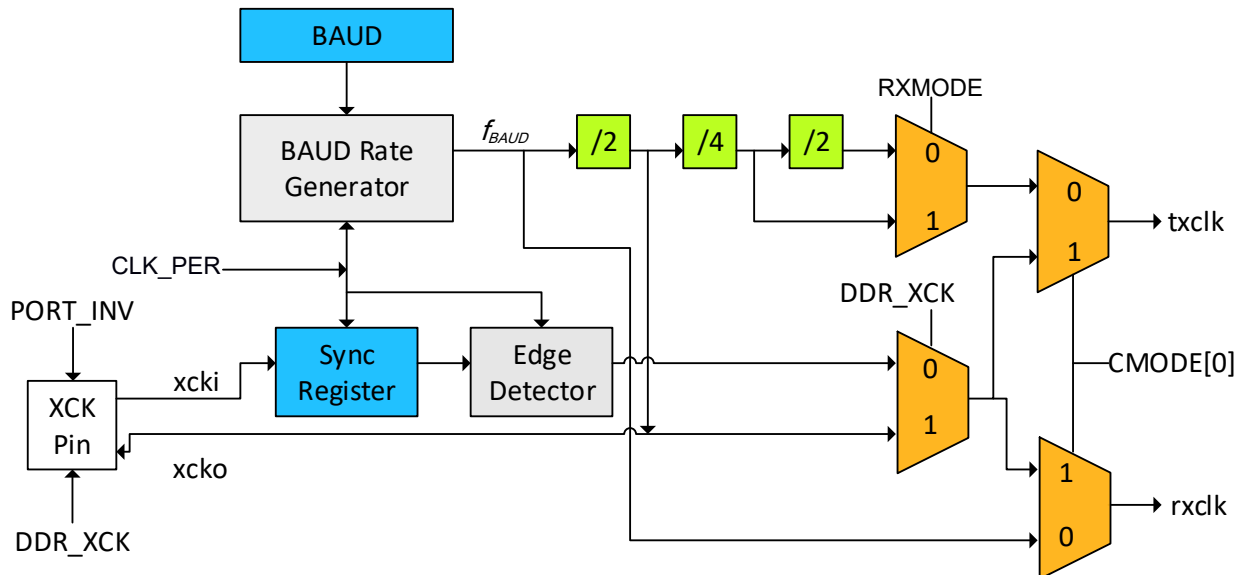 BAUD
RXMODE
BAUD Rate
Generator
fBAUD
/2
/4
/2
0
1
0
1
txclk
CLK_PER
DDR_XCK
PORT_INV
Sync
Register
Edge
Detector
0
1
CMODE[0]
xcki
XCK
Pin
xcko
1
0
rxclk
DDR_XCK